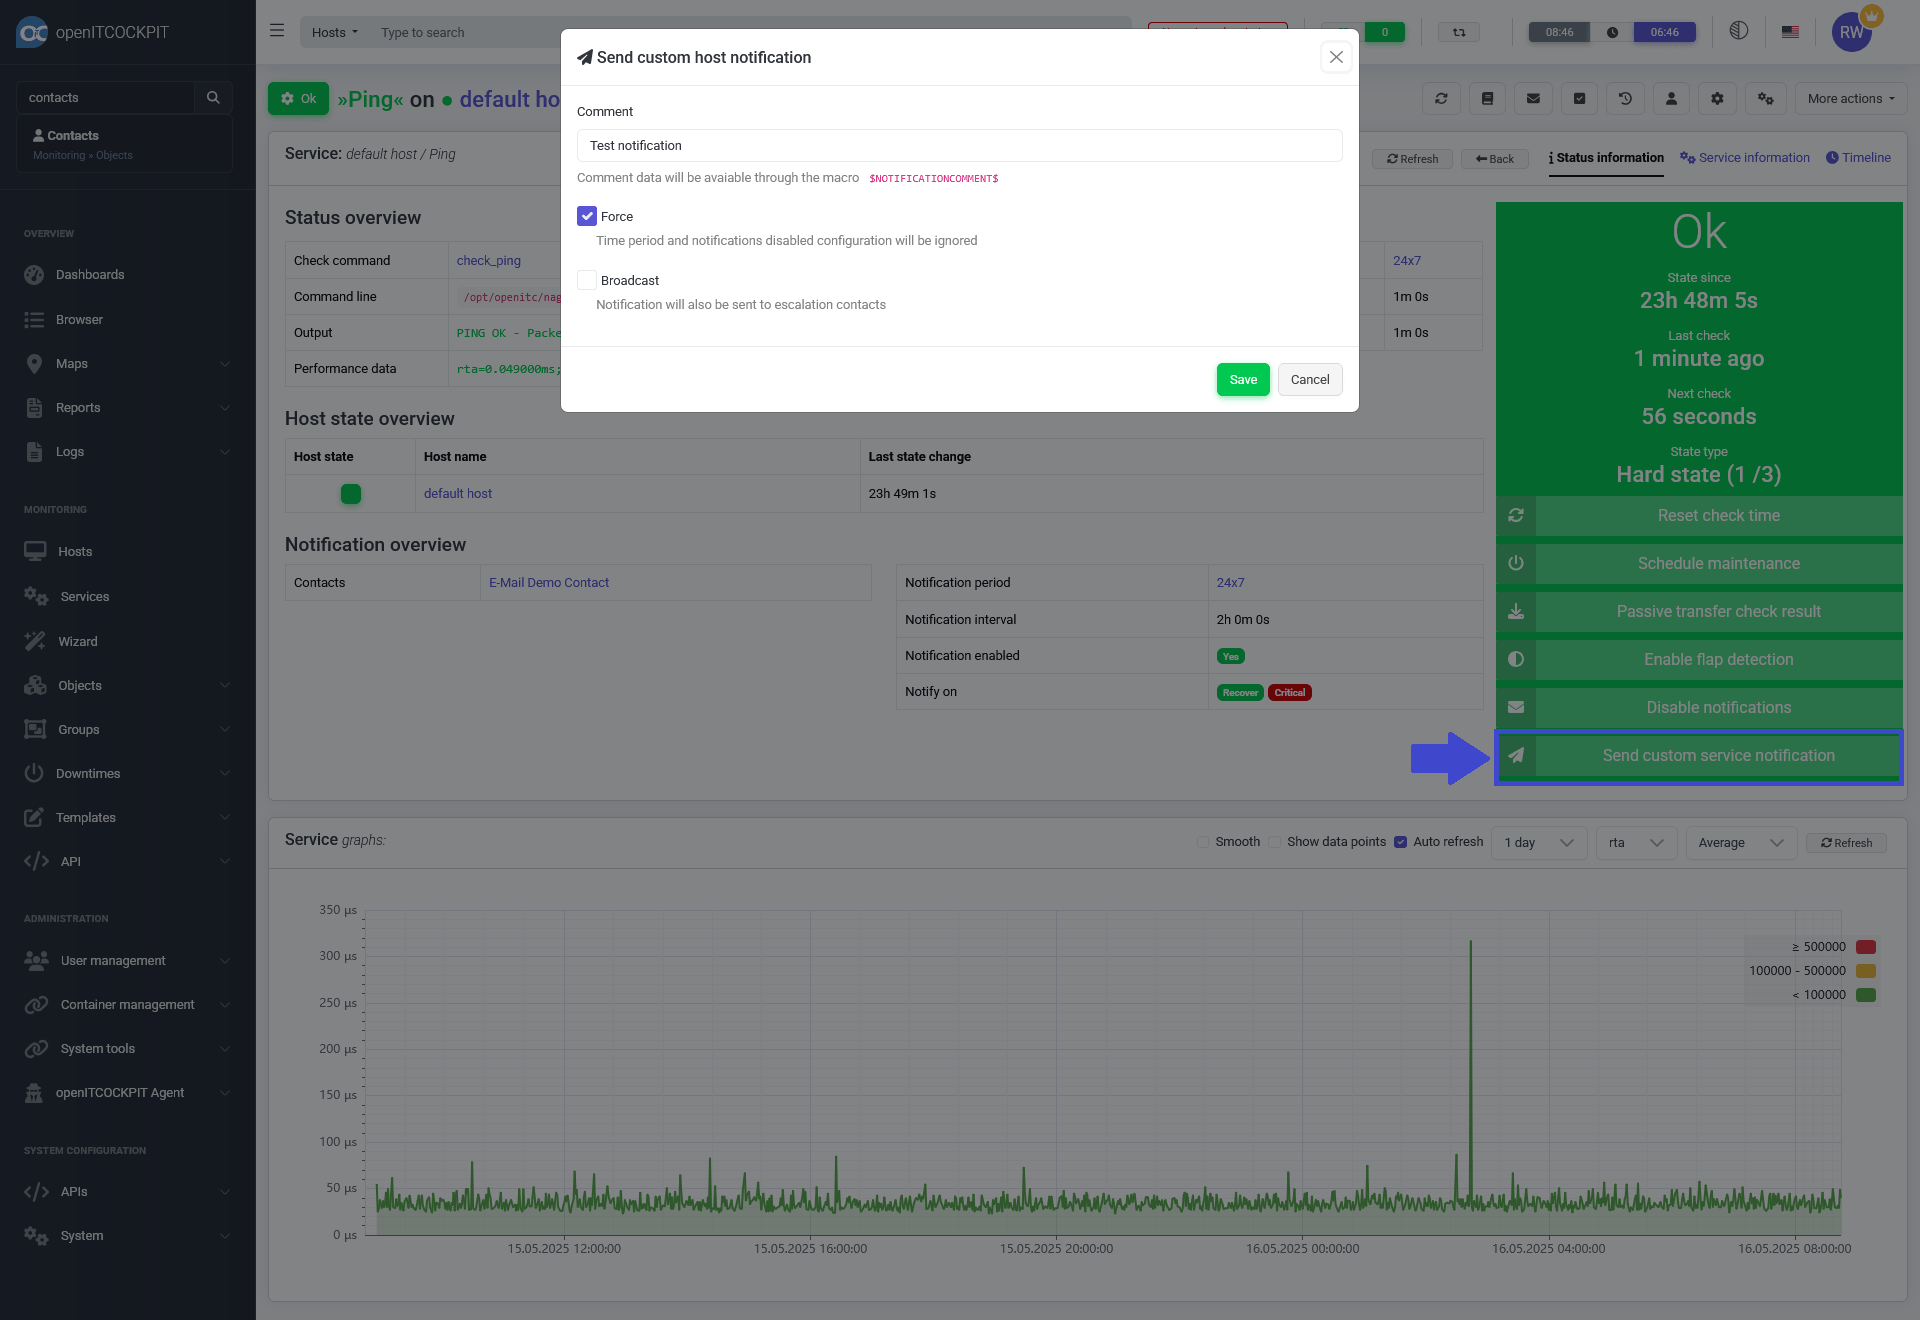 openITCOCKPIT
Hosts
Type to search
0
08:46
06:46
RW
contacts
Contacts
Monitoring » Objects
OVERVIEW
Dashboards
Browser
Maps
Reports
Logs
MONITORING
Hosts
Services
Wizard
Objects
Groups
Downtimes
Templates
API
ADMINISTRATION
User management
Container management
System tools
openITCOCKPIT Agent
SYSTEM CONFIGURATION
APIs
System
Ok
»Ping« on ● default ho
More actions
Service: default host / Ping
Refresh
Back
Status information
Service information
Timeline
Send custom host notification
Comment
Test notification
Comment data will be avaiable through the macro $NOTIFICATIONCOMMENT$
Force
Time period and notifications disabled configuration will be ignored
Broadcast
Notification will also be sent to escalation contacts
Save
Cancel
Status overview
Check command
check_ping
24x7
Command line
/opt/openitc/nag
1m 0s
Output
PING OK - Packe
1m 0s
Performance data
rta=0.049000ms;
Host state overview
Host state
Host name
Last state change
default host
23h 49m 1s
Notification overview
Contacts
E-Mail Demo Contact
Notification period
24x7
Notification interval
2h 0m 0s
Notification enabled
Yes
Notify on
Recover
Critical
Ok
State since
23h 48m 5s
Last check
1 minute ago
Next check
56 seconds
State type
Hard state (1 /3)
Reset check time
Schedule maintenance
Passive transfer check result
Enable flap detection
Disable notifications
Send custom service notification
Service graphs:
Smooth
Show data points
Auto refresh
1 day
rta
Average
Refresh
350 µs
300 µs
250 µs
200 µs
150 µs
100 µs
50 µs
0 µs
≥ 500000
100000 - 500000
< 100000
15.05.2025 12:00:00
15.05.2025 16:00:00
15.05.2025 20:00:00
16.05.2025 00:00:00
16.05.2025 04:00:00
16.05.2025 08:00:00